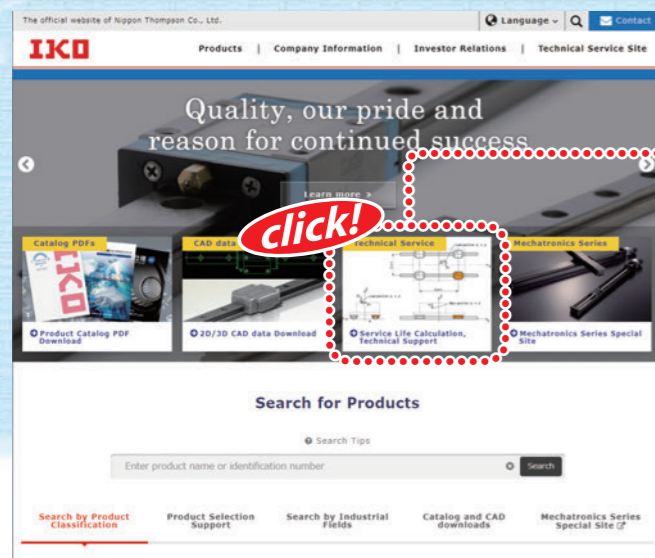 The official website of Nippon Thompson Co., Ltd.
Language
Contact
IKO
Products | Company Information | Investor Relations | Technical Service Site
Quality, our pride and
reason for continued success
Learn more >
click!
Catalog PDFs
CAD data
Technical Service
Mechatronics Series
IKO
Product Catalog PDF
Download
2D/3D CAD data Download
Service Life Calculation,
Technical Support
Mechatronics Series Special
Site
Search for Products
Search Tips
Enter product name or identification number
Search
Search by Product
Classification
Product Selection
Support
Search by Industrial
Fields
Catalog and CAD
downloads
Mechatronics Series
Special Site